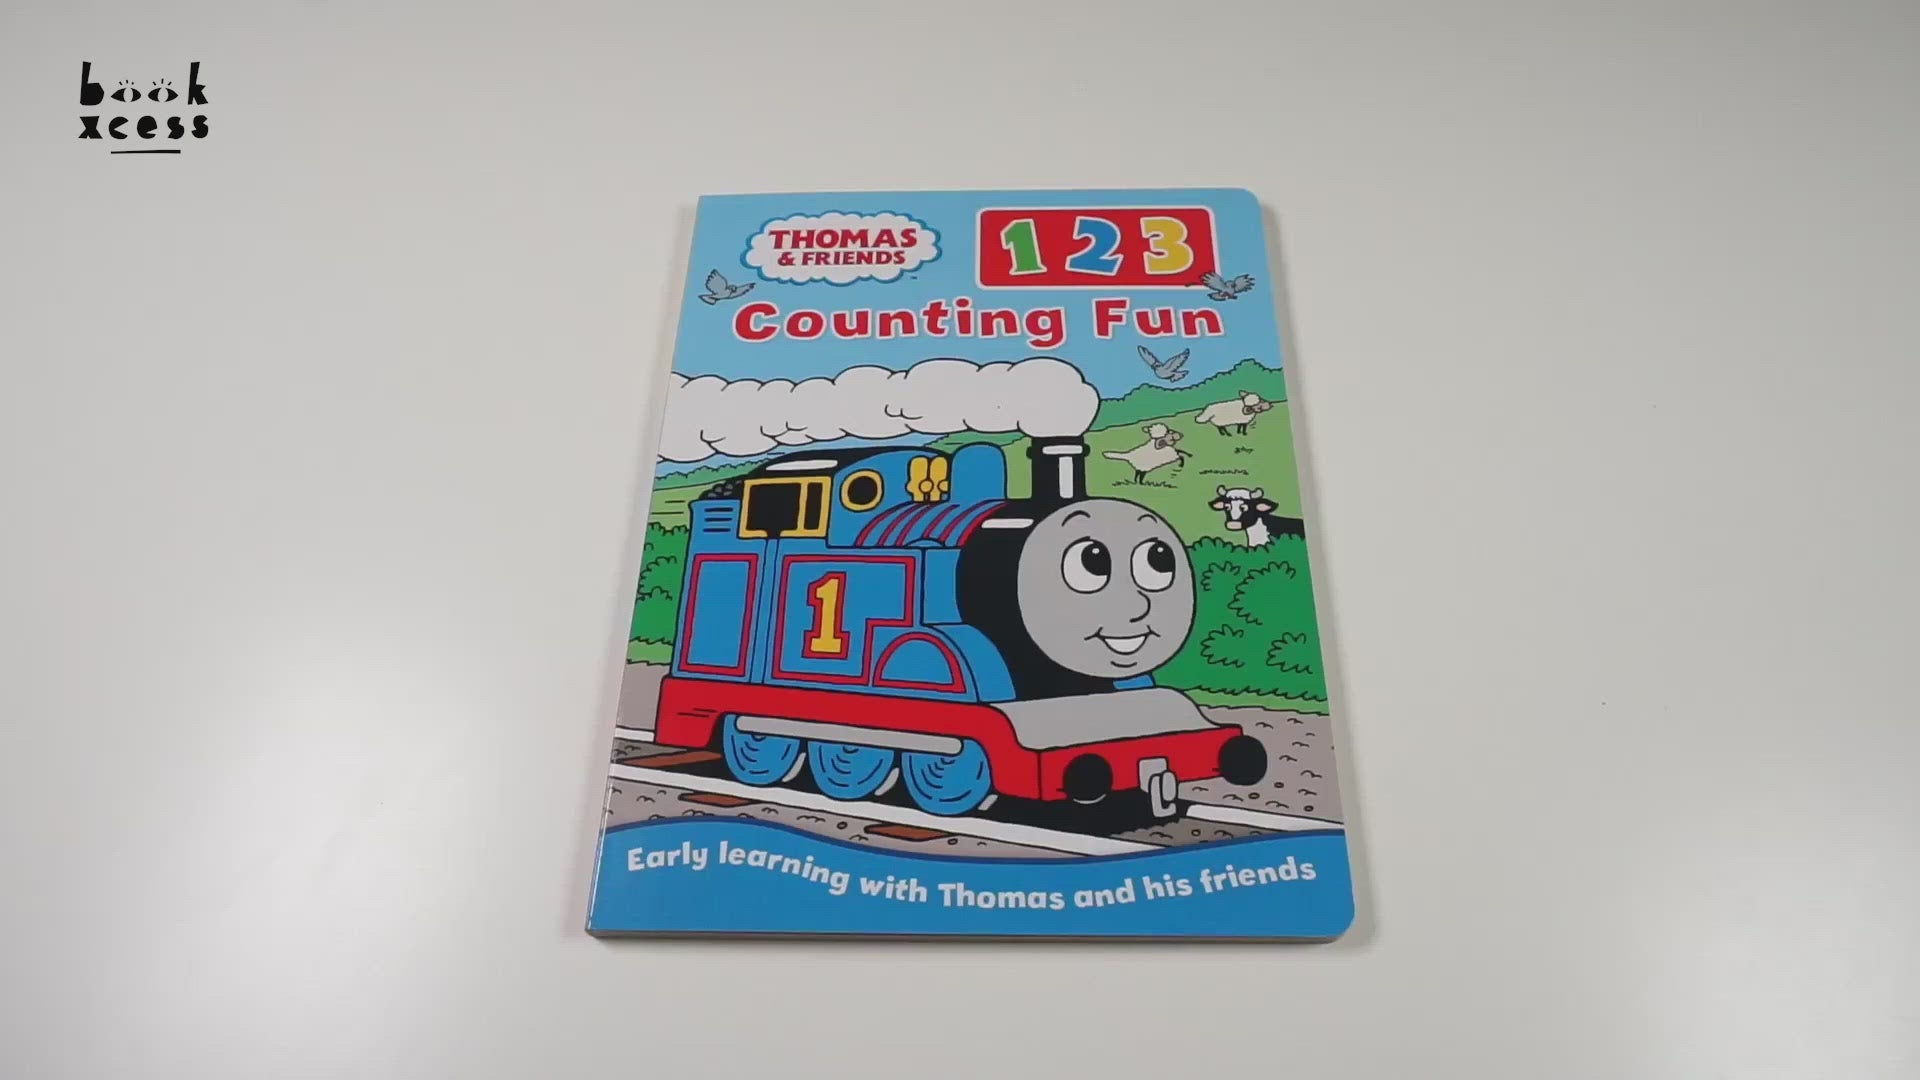 book
xcess
THOMAS
& FRIENDS
1 2 3
Counting Fun
1
Early learning with Thomas and his friends